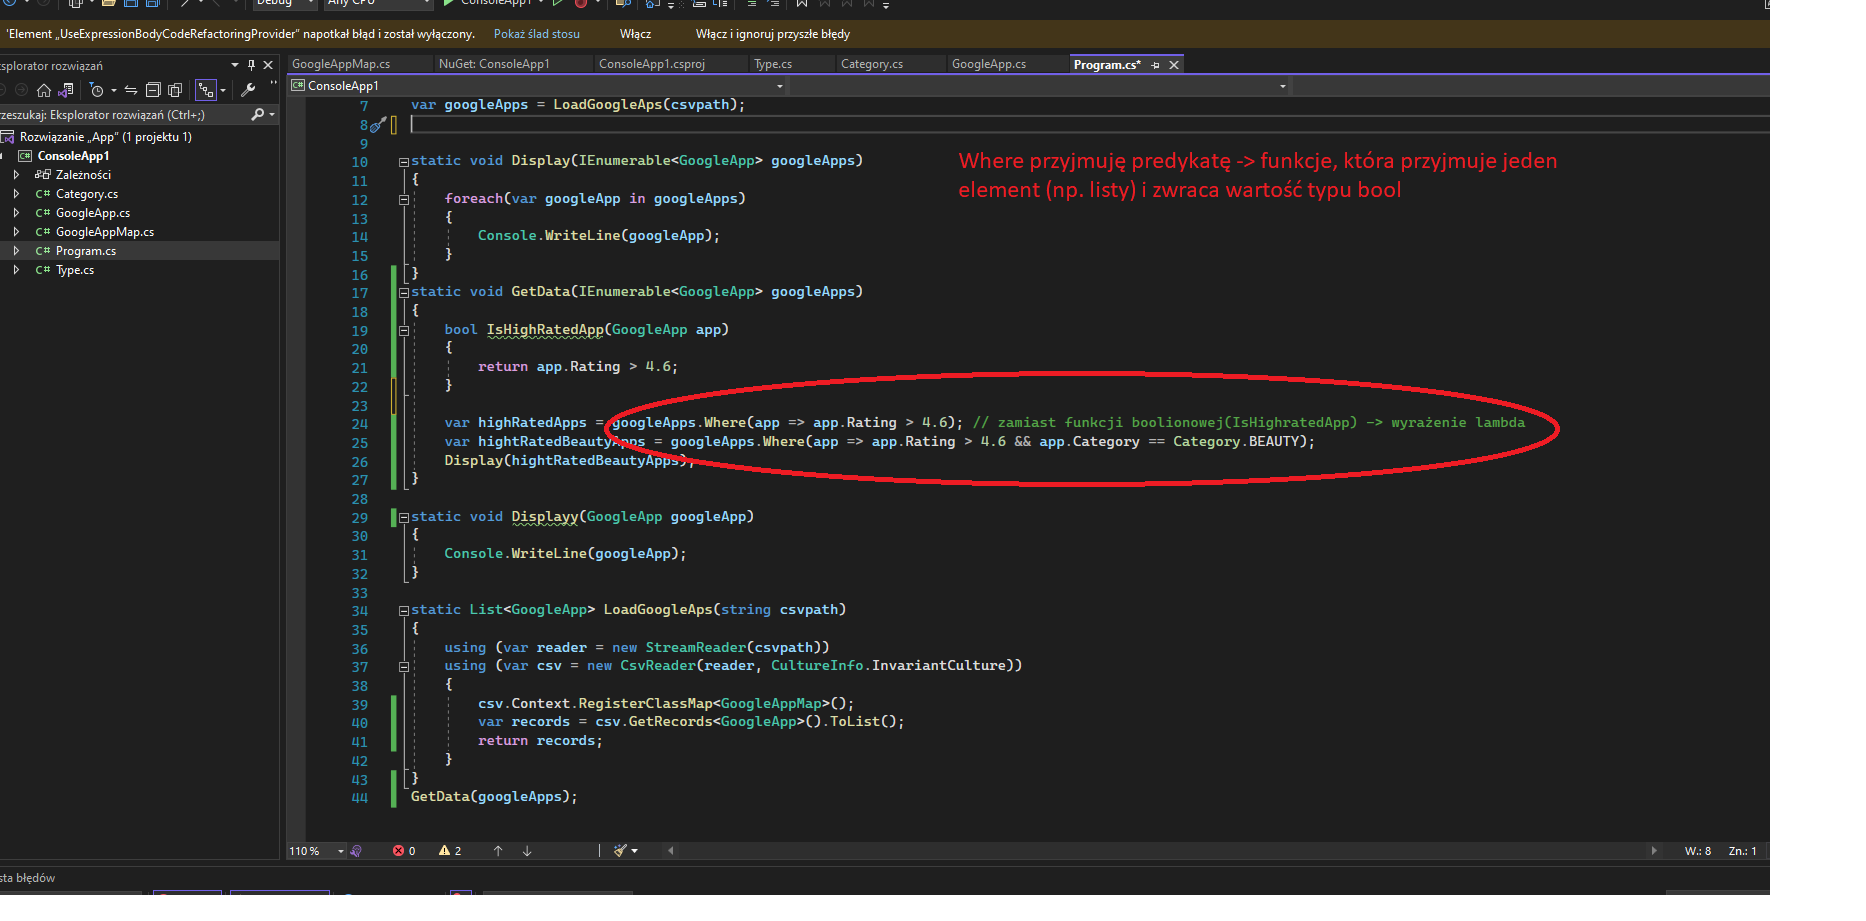 Debug
Any CPU
ConsoleApp1
'Element „UseExpressionBodyCodeRefactoringProvider” napotkał błąd i został wyłączony. Pokaż ślad stosu Włącz Włącz i ignoruj przyszłe błędy
ksplorator rozwiązań
rzeszukaj: Eksplorator rozwiązań (Ctrl+;)
Rozwiązanie „App” (1 projektu 1)
ConsoleApp1
Zależności
C# Category.cs
C# GoogleApp.cs
C# GoogleAppMap.cs
C# Program.cs
C# Type.cs
GoogleAppMap.cs NuGet: ConsoleApp1 ConsoleApp1.csproj Type.cs Category.cs GoogleApp.cs Program.cs*
C# ConsoleApp1
7 var googleApps = LoadGoogleAps(csvpath);
8
9
10 static void Display(IEnumerable<GoogleApp> googleApps)
11 {
12 foreach(var googleApp in googleApps)
13 {
14 Console.WriteLine(googleApp);
15 }
16 }
17 static void GetData(IEnumerable<GoogleApp> googleApps)
18 {
19 bool IsHighRatedApp(GoogleApp app)
20 {
21 return app.Rating > 4.6;
22 }
23
24 var highRatedApps = googleApps.Where(app => app.Rating > 4.6); // zamiast funkcji boolionowej(IsHighratedApp) -> wyrażenie lambda
25 var hightRatedBeautyApps = googleApps.Where(app => app.Rating > 4.6 && app.Category == Category.BEAUTY);
26 Display(hightRatedBeautyApps);
27 }
28
29 static void Displayy(GoogleApp googleApp)
30 {
31 Console.WriteLine(googleApp);
32 }
33
34 static List<GoogleApp> LoadGoogleAps(string csvpath)
35 {
36 using (var reader = new StreamReader(csvpath))
37 using (var csv = new CsvReader(reader, CultureInfo.InvariantCulture))
38 {
39 csv.Context.RegisterClassMap<GoogleAppMap>();
40 var records = csv.GetRecords<GoogleApp>().ToList();
41 return records;
42 }
43 }
44 GetData(googleApps);
Where przyjmuję predykatę -> funkcje, która przyjmuje jeden
element (np. listy) i zwraca wartość typu bool
110 % 0 2 W.: 8 Zn.: 1
sta błędów